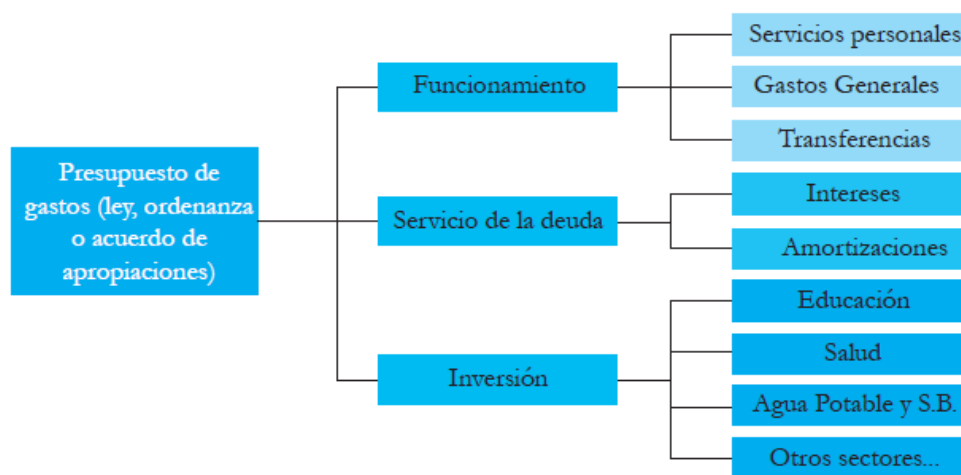 Presupuesto de
gastos (ley, ordenanza
o acuerdo de
apropiaciones)
Funcionamiento
Servicios personales
Gastos Generales
Transferencias
Servicio de la deuda
Intereses
Amortizaciones
Inversión
Educación
Salud
Agua Potable y S.B.
Otros sectores...